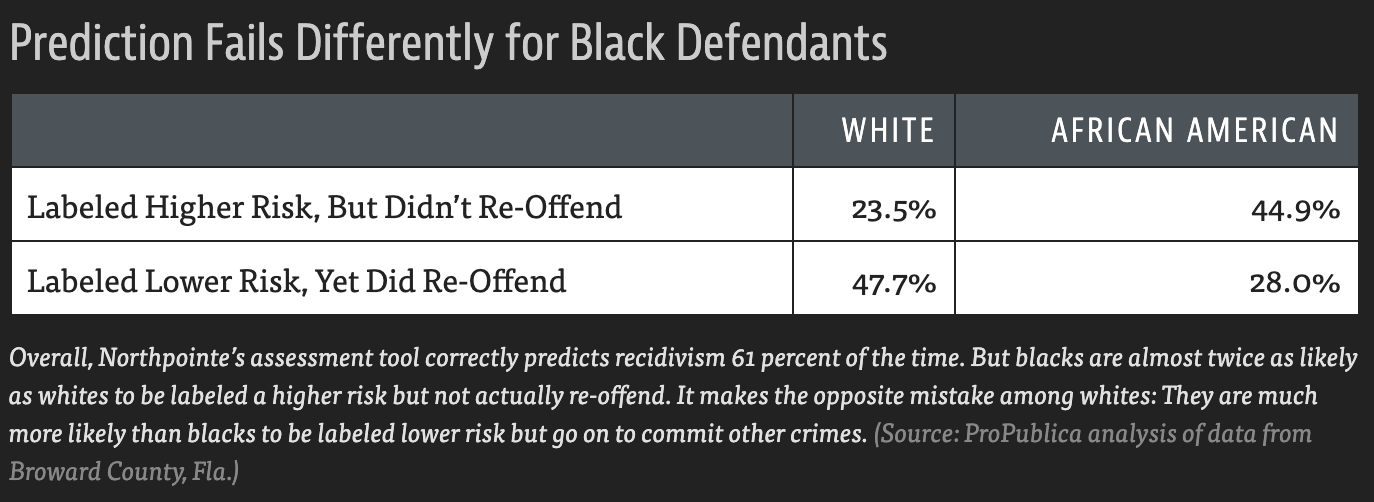 Prediction Fails Differently for Black Defendants
WHITE AFRICAN AMERICAN
Labeled Higher Risk, But Didn’t Re-Offend 23.5% 44.9%
Labeled Lower Risk, Yet Did Re-Offend 47.7% 28.0%
Overall, Northpointe’s assessment tool correctly predicts recidivism 61 percent of the time. But blacks are almost twice as likely
as whites to be labeled a higher risk but not actually re-offend. It makes the opposite mistake among whites: They are much
more likely than blacks to be labeled lower risk but go on to commit other crimes. (Source: ProPublica analysis of data from
Broward County, Fla.)